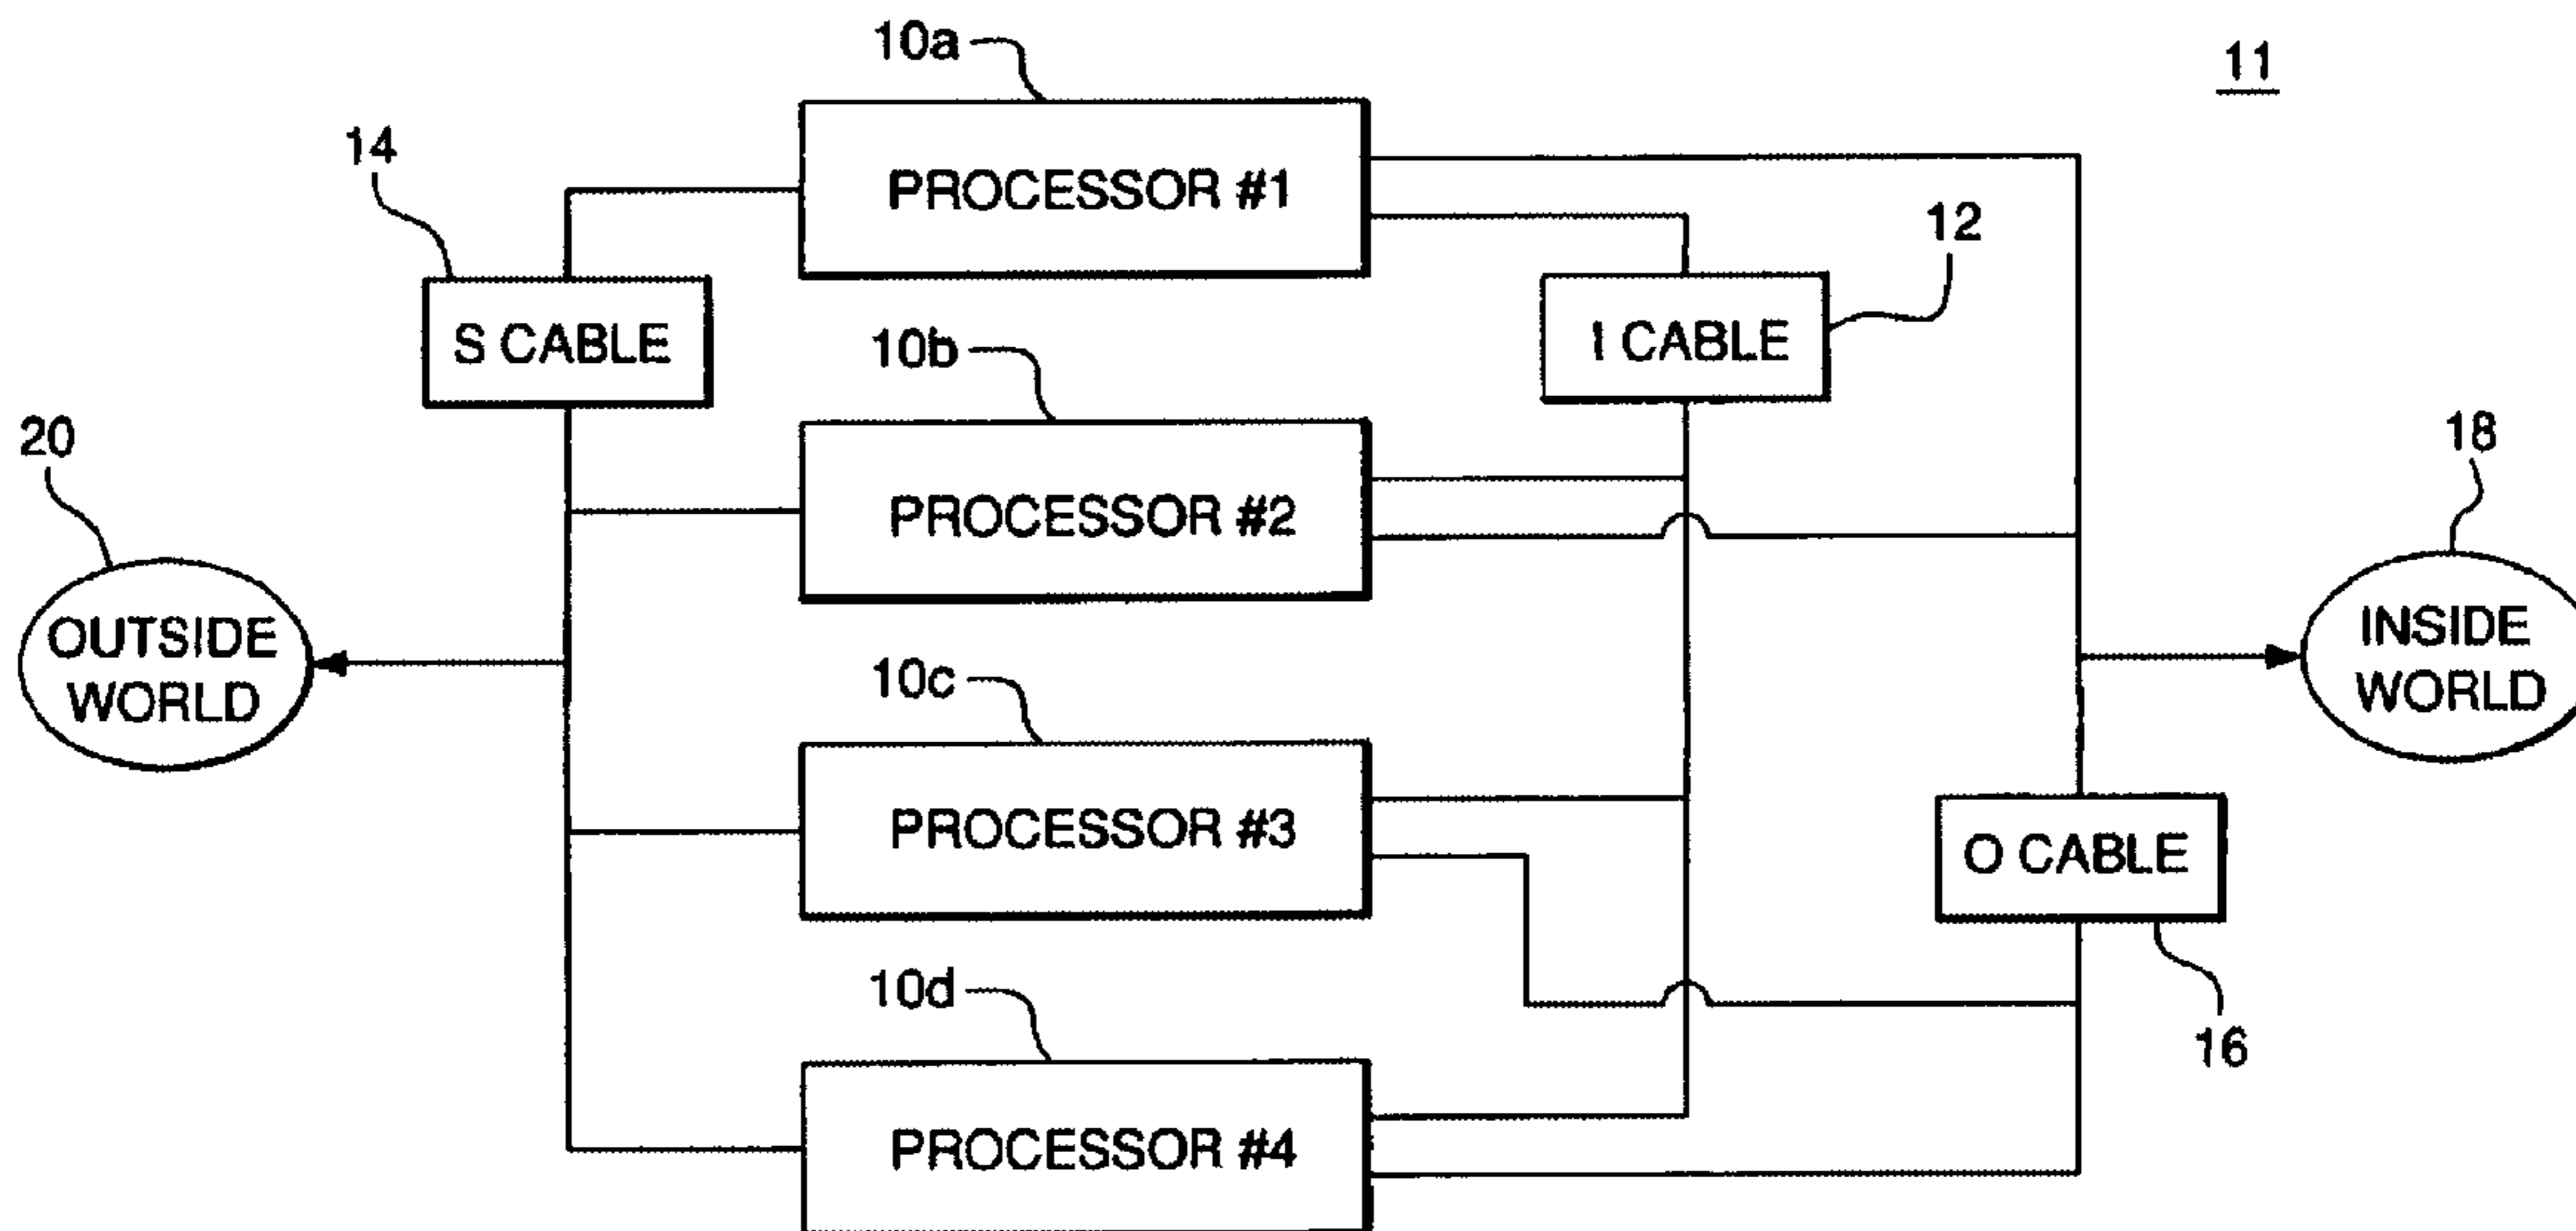 10a
11
14
PROCESSOR #1
12
S CABLE
I CABLE
10b
20
18
PROCESSOR #2
OUTSIDE
WORLD
INSIDE
WORLD
10c
PROCESSOR #3
O CABLE
10d
16
PROCESSOR #4